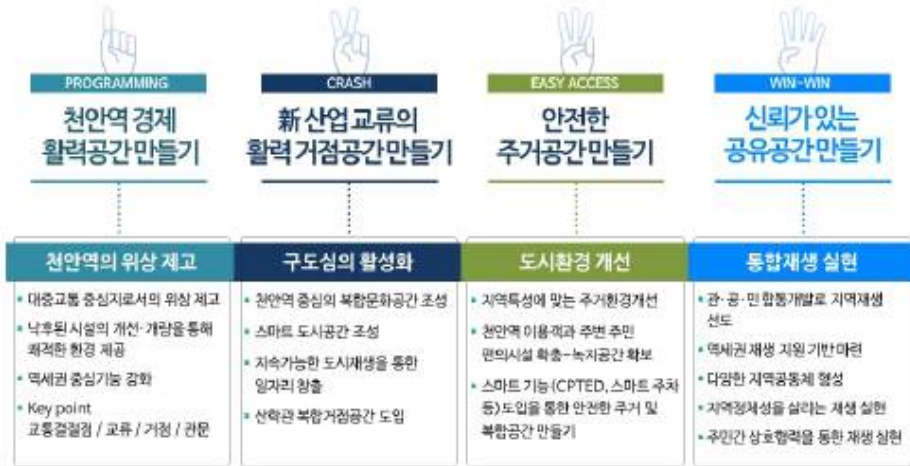 PROGRAMMING
천안역 경제
활력공간 만들기
CRASH
新 산업 교류의
활력 거점공간 만들기
EASY ACCESS
안전한
주거공간 만들기
WIN-WIN
신뢰가 있는
공유공간 만들기
천안역의 위상 제고
대중교통 중심지로서의 위상 제고
낙후된 시설의 개선·개량을 통해
쾌적한 환경 제공
역세권 중심기능 강화
Key point
교통결절점 / 교류 / 거점 / 관문
구도심의 활성화
천안역 중심의 복합문화공간 조성
스마트 도시공간 조성
지속가능한 도시재생을 통한
일자리 창출
산학관 복합거점공간 도입
도시환경 개선
지역특성에 맞는 주거환경개선
천안역 이용객과 주변 주민
편의시설 확충-녹지공간 확보
스마트 기능(CPTED, 스마트 주차
등) 도입을 통한 안전한 주거 및
복합공간 만들기
통합재생 실현
관·공·민 합동개발로 지역재생
선도
역세권 재생 지원 기반 마련
다양한 지역공동체 형성
지역정체성을 살리는 재생 실현
주민간 상호협력을 통한 재생 실현